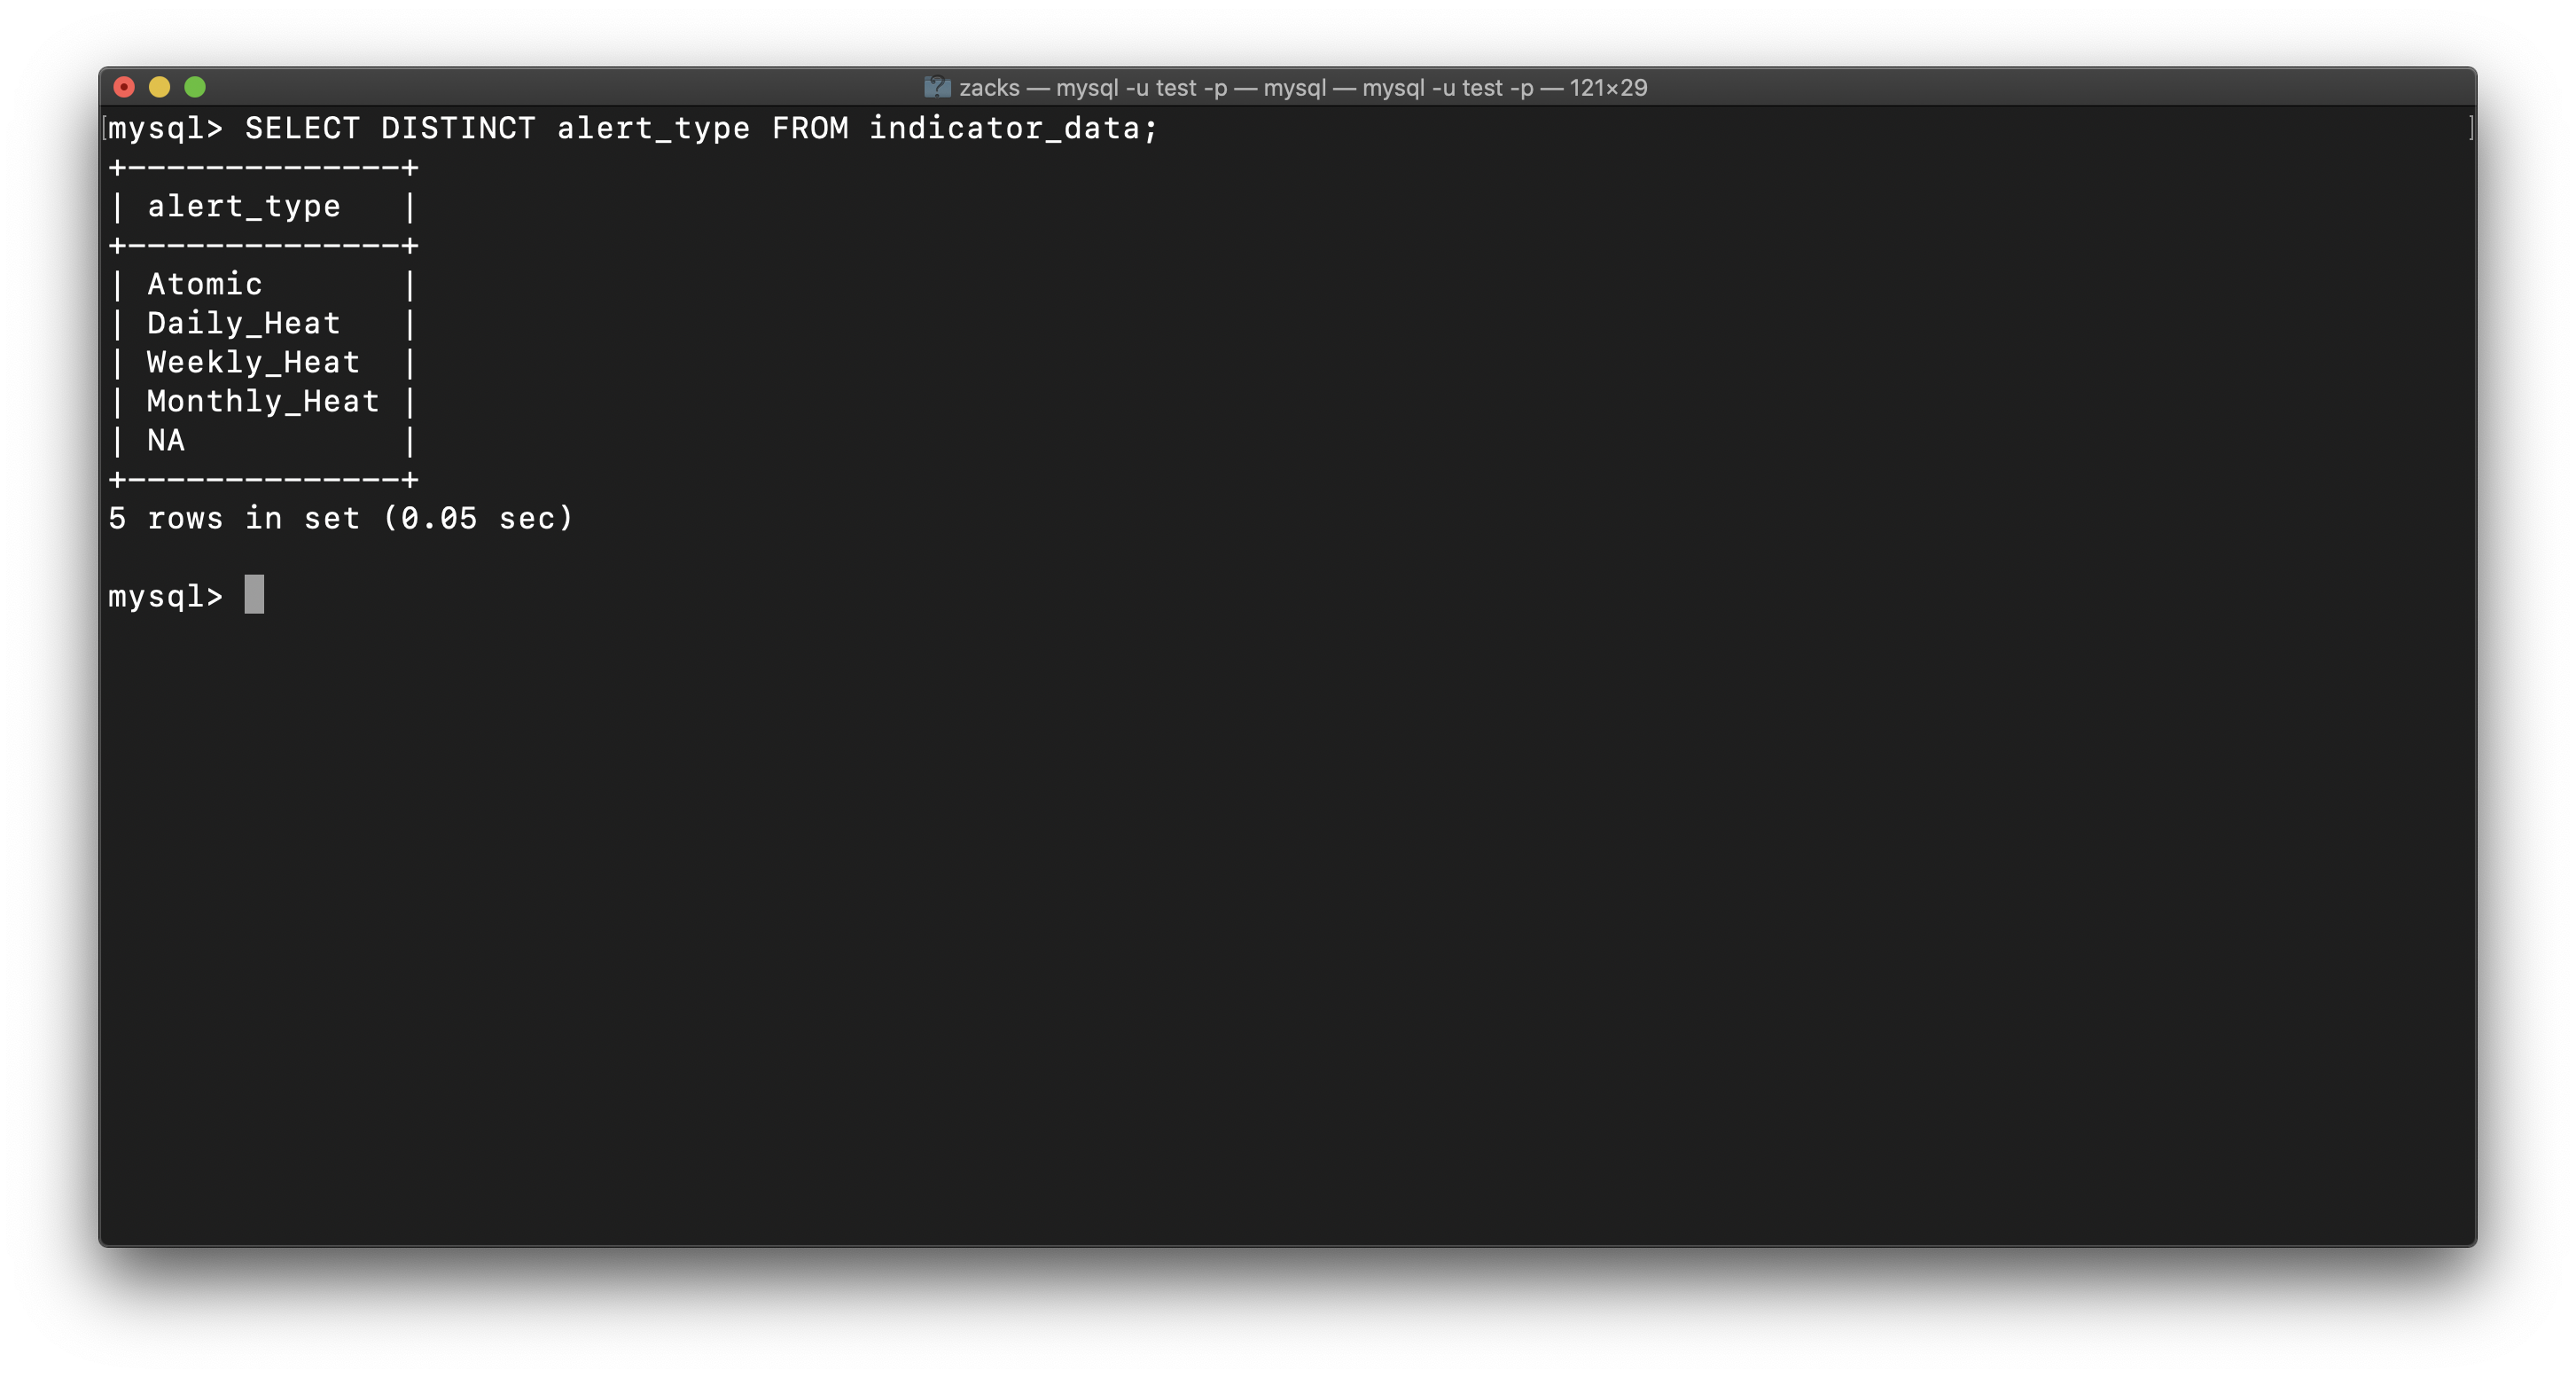 zacks — mysql -u test -p — mysql — mysql -u test -p — 121×29
[mysql> SELECT DISTINCT alert_type FROM indicator_data; ]
+--------------+
| alert_type   |
+--------------+
| Atomic       |
| Daily_Heat   |
| Weekly_Heat  |
| Monthly_Heat |
| NA           |
+--------------+
5 rows in set (0.05 sec)
mysql>